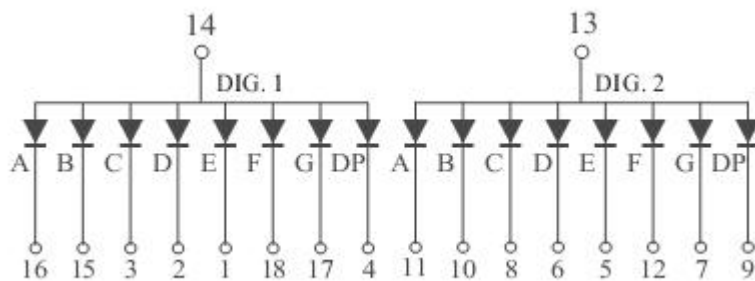 14 13
DIG. 1 DIG. 2
A B C D E F G DP A B C D E F G DP
16 15 3 2 1 18 17 4 11 10 8 6 5 12 7 9